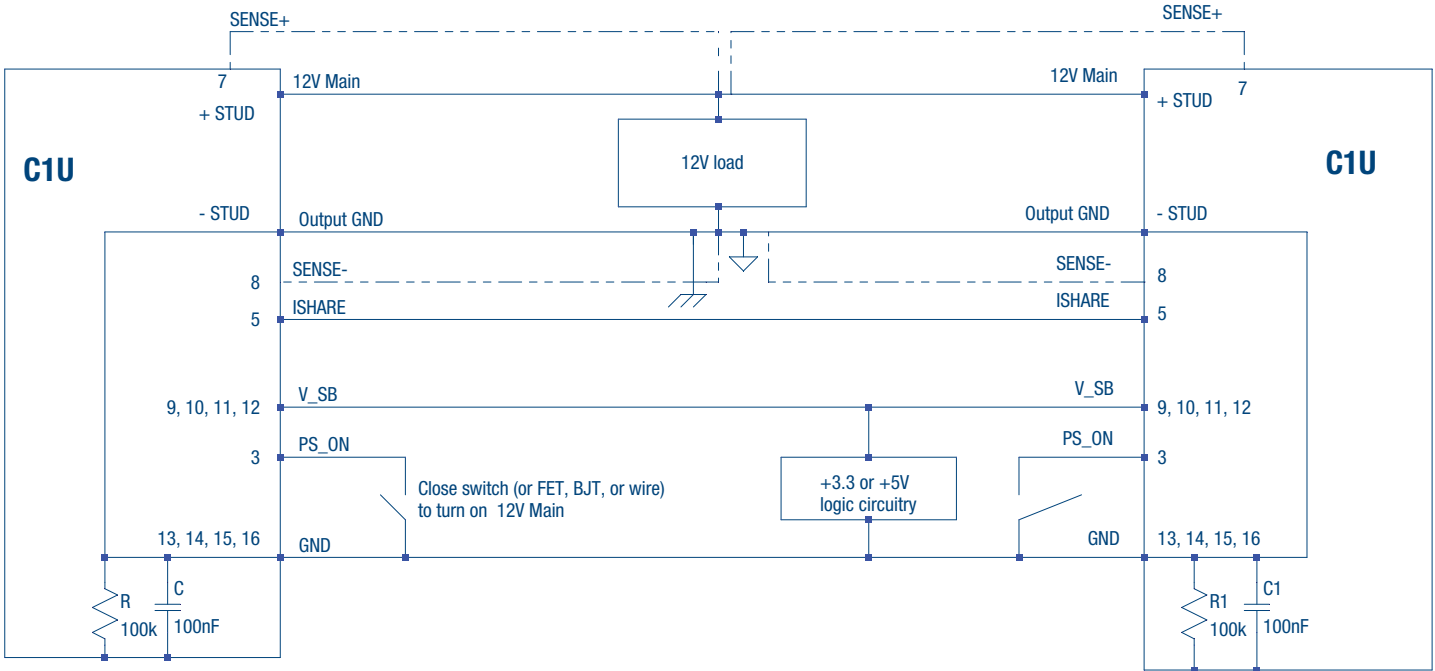 SENSE+
SENSE+
7
12V Main
12V Main
7
+ STUD
+ STUD
C1U
12V load
C1U
- STUD
Output GND
Output GND
- STUD
8
SENSE-
SENSE-
8
5
ISHARE
ISHARE
5
9, 10, 11, 12
V_SB
V_SB
9, 10, 11, 12
3
PS_ON
PS_ON
3
Close switch (or FET, BJT, or wire)
to turn on 12V Main
+3.3 or +5V
logic circuitry
13, 14, 15, 16
GND
GND
13, 14, 15, 16
R
100k
C
100nF
R1
100k
C1
100nF